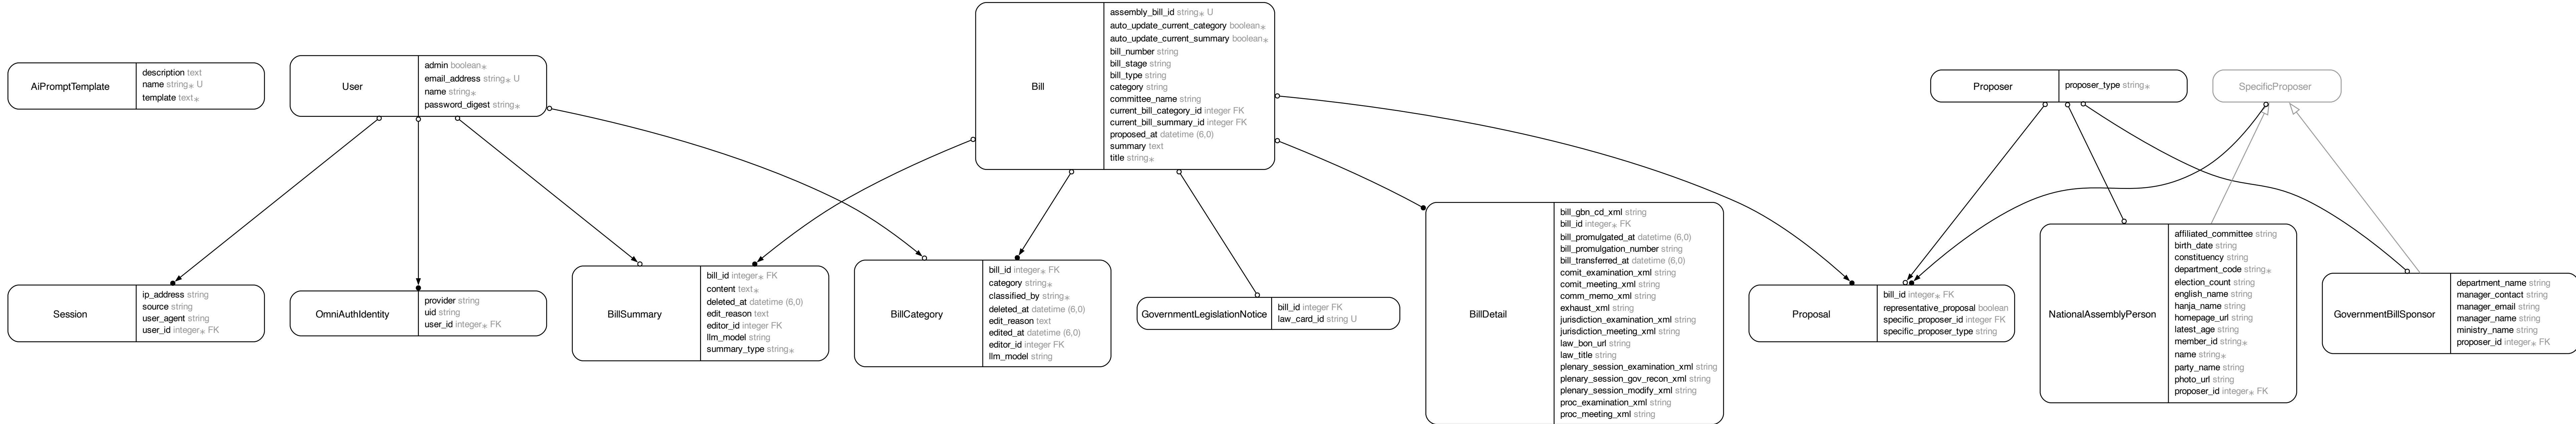 AiPromptTemplate
description text
name string* U
template text*
User
admin boolean*
email_address string* U
name string*
password_digest string*
Bill
assembly_bill_id string* U
auto_update_current_category boolean*
auto_update_current_summary boolean*
bill_number string
bill_stage string
bill_type string
category string
committee_name string
current_bill_category_id integer FK
current_bill_summary_id integer FK
proposed_at datetime (6,0)
summary text
title string*
Proposer
proposer_type string*
SpecificProposer
Session
ip_address string
source string
user_agent string
user_id integer* FK
OmniAuthIdentity
provider string
uid string
user_id integer* FK
BillSummary
bill_id integer* FK
content text*
deleted_at datetime (6,0)
edit_reason text
editor_id integer FK
llm_model string
summary_type string*
BillCategory
bill_id integer* FK
category string*
classified_by string*
deleted_at datetime (6,0)
edit_reason text
edited_at datetime (6,0)
editor_id integer FK
llm_model string
GovernmentLegislationNotice
bill_id integer FK
law_card_id string U
BillDetail
bill_gbn_cd_xml string
bill_id integer* FK
bill_promulgated_at datetime (6,0)
bill_promulgation_number string
bill_transferred_at datetime (6,0)
comit_examination_xml string
comit_meeting_xml string
comm_memo_xml string
exhaust_xml string
jurisdiction_examination_xml string
jurisdiction_meeting_xml string
law_bon_url string
law_title string
plenary_session_examination_xml string
plenary_session_gov_recon_xml string
plenary_session_modify_xml string
proc_examination_xml string
proc_meeting_xml string
Proposal
bill_id integer* FK
representative_proposal boolean
specific_proposer_id integer FK
specific_proposer_type string
NationalAssemblyPerson
affiliated_committee string
birth_date string
constituency string
department_code string*
election_count string
english_name string
hanja_name string
homepage_url string
latest_age string
member_id string*
name string*
party_name string
photo_url string
proposer_id integer* FK
GovernmentBillSponsor
department_name string
manager_contact string
manager_email string
manager_name string
ministry_name string
proposer_id integer* FK